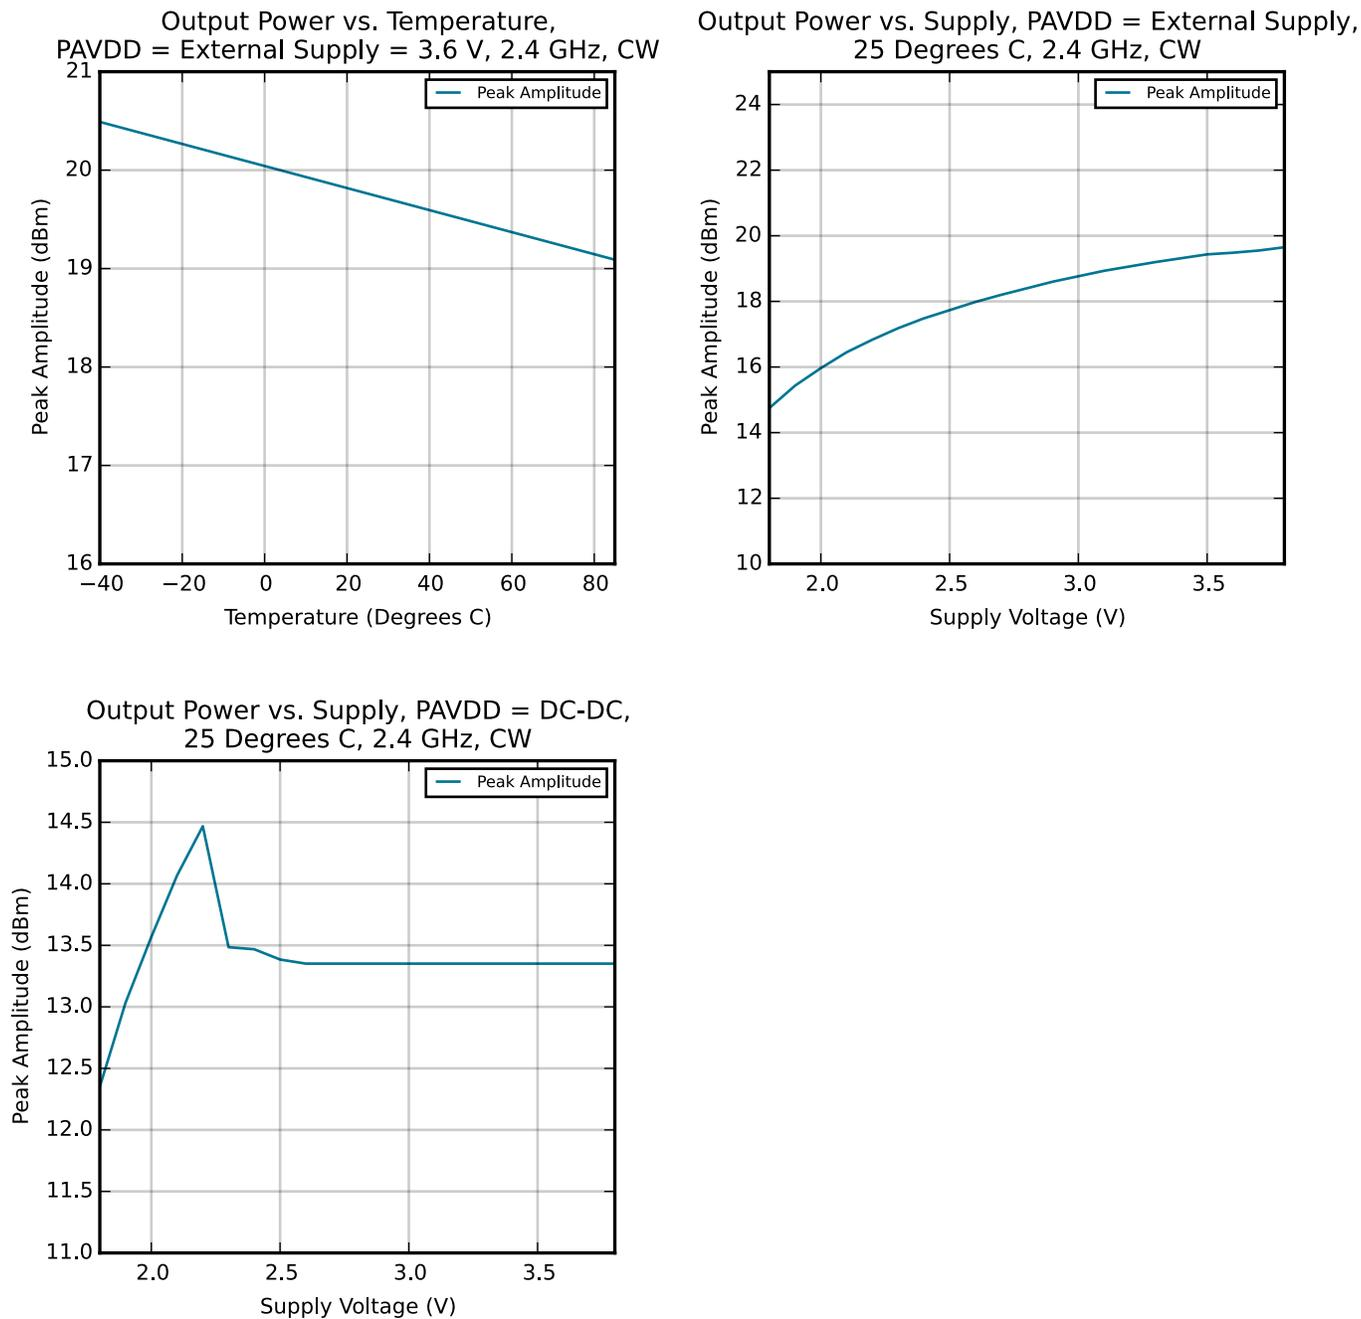 Output Power vs. Temperature,
PAVDD = External Supply = 3.6 V, 2.4 GHz, CW
Peak Amplitude
21
20
19
18
17
16
Peak Amplitude (dBm)
−40 −20 0 20 40 60 80
Temperature (Degrees C)
Output Power vs. Supply, PAVDD = External Supply,
25 Degrees C, 2.4 GHz, CW
Peak Amplitude
24
22
20
18
16
14
12
10
Peak Amplitude (dBm)
2.0 2.5 3.0 3.5
Supply Voltage (V)
Output Power vs. Supply, PAVDD = DC-DC,
25 Degrees C, 2.4 GHz, CW
Peak Amplitude
15.0
14.5
14.0
13.5
13.0
12.5
12.0
11.5
11.0
Peak Amplitude (dBm)
2.0 2.5 3.0 3.5
Supply Voltage (V)